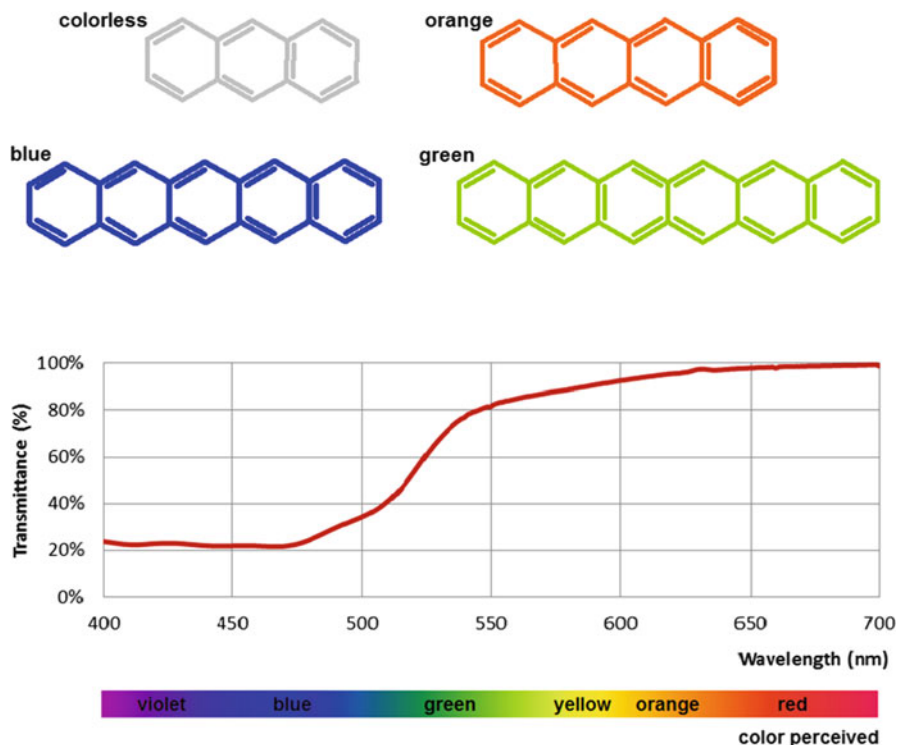 colorless
orange
blue
green
100%
80%
60%
40%
20%
0%
Transmittance (%)
400 450 500 550 600 650 700
Wavelength (nm)
violet blue green yellow orange red
color perceived